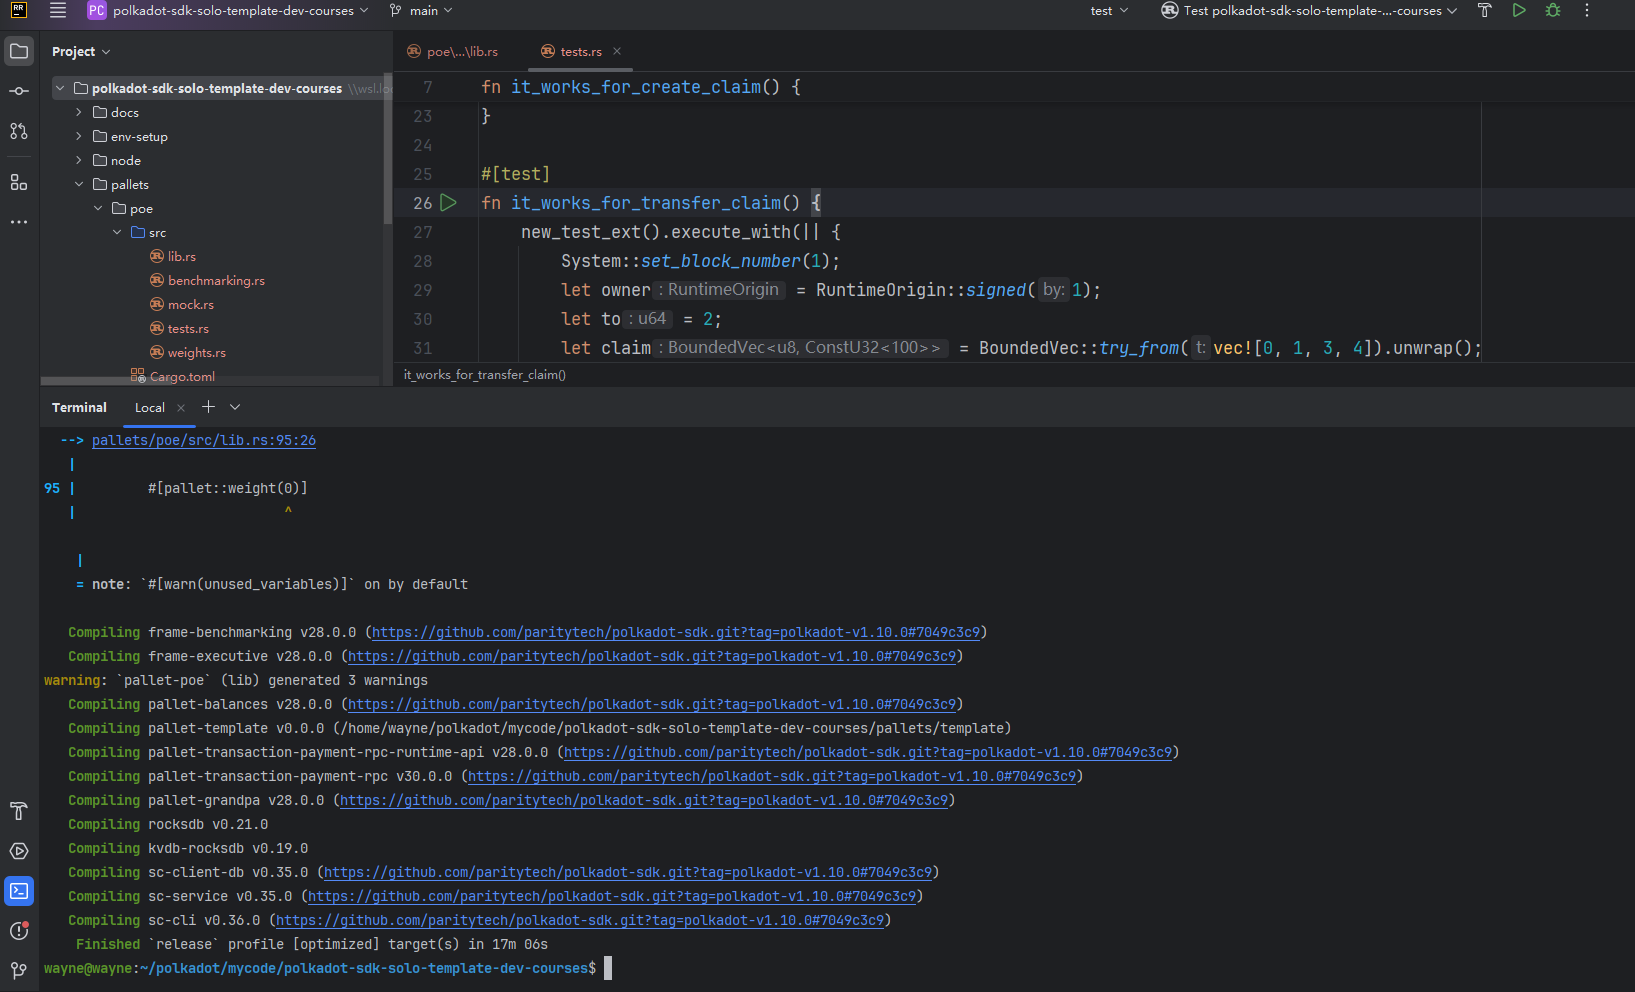 RR PC polkadot-sdk-solo-template-dev-courses main test Test polkadot-sdk-solo-template-...-courses
Project
polkadot-sdk-solo-template-dev-courses \\wsl.loc
docs
env-setup
node
pallets
poe
src
lib.rs
benchmarking.rs
mock.rs
tests.rs
weights.rs
Cargo.toml
poe\...\lib.rs tests.rs ×
7 fn it_works_for_create_claim() {
23 }
24
25 #[test]
26 fn it_works_for_transfer_claim() {
27 new_test_ext().execute_with(|| {
28 System::set_block_number(1);
29 let owner : RuntimeOrigin = RuntimeOrigin::signed( by: 1);
30 let to : u64 = 2;
31 let claim : BoundedVec<u8, ConstU32<100>> = BoundedVec::try_from( t: vec![0, 1, 3, 4]).unwrap();
it_works_for_transfer_claim()
Terminal Local × +
--> pallets/poe/src/lib.rs:95:26
|
95 | #[pallet::weight(0)]
| ^
|
= note: `#[warn(unused_variables)]` on by default
Compiling frame-benchmarking v28.0.0 (https://github.com/paritytech/polkadot-sdk.git?tag=polkadot-v1.10.0#7049c3c9)
Compiling frame-executive v28.0.0 (https://github.com/paritytech/polkadot-sdk.git?tag=polkadot-v1.10.0#7049c3c9)
warning: `pallet-poe` (lib) generated 3 warnings
Compiling pallet-balances v28.0.0 (https://github.com/paritytech/polkadot-sdk.git?tag=polkadot-v1.10.0#7049c3c9)
Compiling pallet-template v0.0.0 (/home/wayne/polkadot/mycode/polkadot-sdk-solo-template-dev-courses/pallets/template)
Compiling pallet-transaction-payment-rpc-runtime-api v28.0.0 (https://github.com/paritytech/polkadot-sdk.git?tag=polkadot-v1.10.0#7049c3c9)
Compiling pallet-transaction-payment-rpc v30.0.0 (https://github.com/paritytech/polkadot-sdk.git?tag=polkadot-v1.10.0#7049c3c9)
Compiling pallet-grandpa v28.0.0 (https://github.com/paritytech/polkadot-sdk.git?tag=polkadot-v1.10.0#7049c3c9)
Compiling rocksdb v0.21.0
Compiling kvdb-rocksdb v0.19.0
Compiling sc-client-db v0.35.0 (https://github.com/paritytech/polkadot-sdk.git?tag=polkadot-v1.10.0#7049c3c9)
Compiling sc-service v0.35.0 (https://github.com/paritytech/polkadot-sdk.git?tag=polkadot-v1.10.0#7049c3c9)
Compiling sc-cli v0.36.0 (https://github.com/paritytech/polkadot-sdk.git?tag=polkadot-v1.10.0#7049c3c9)
Finished `release` profile [optimized] target(s) in 17m 06s
wayne@wayne:~/polkadot/mycode/polkadot-sdk-solo-template-dev-courses$